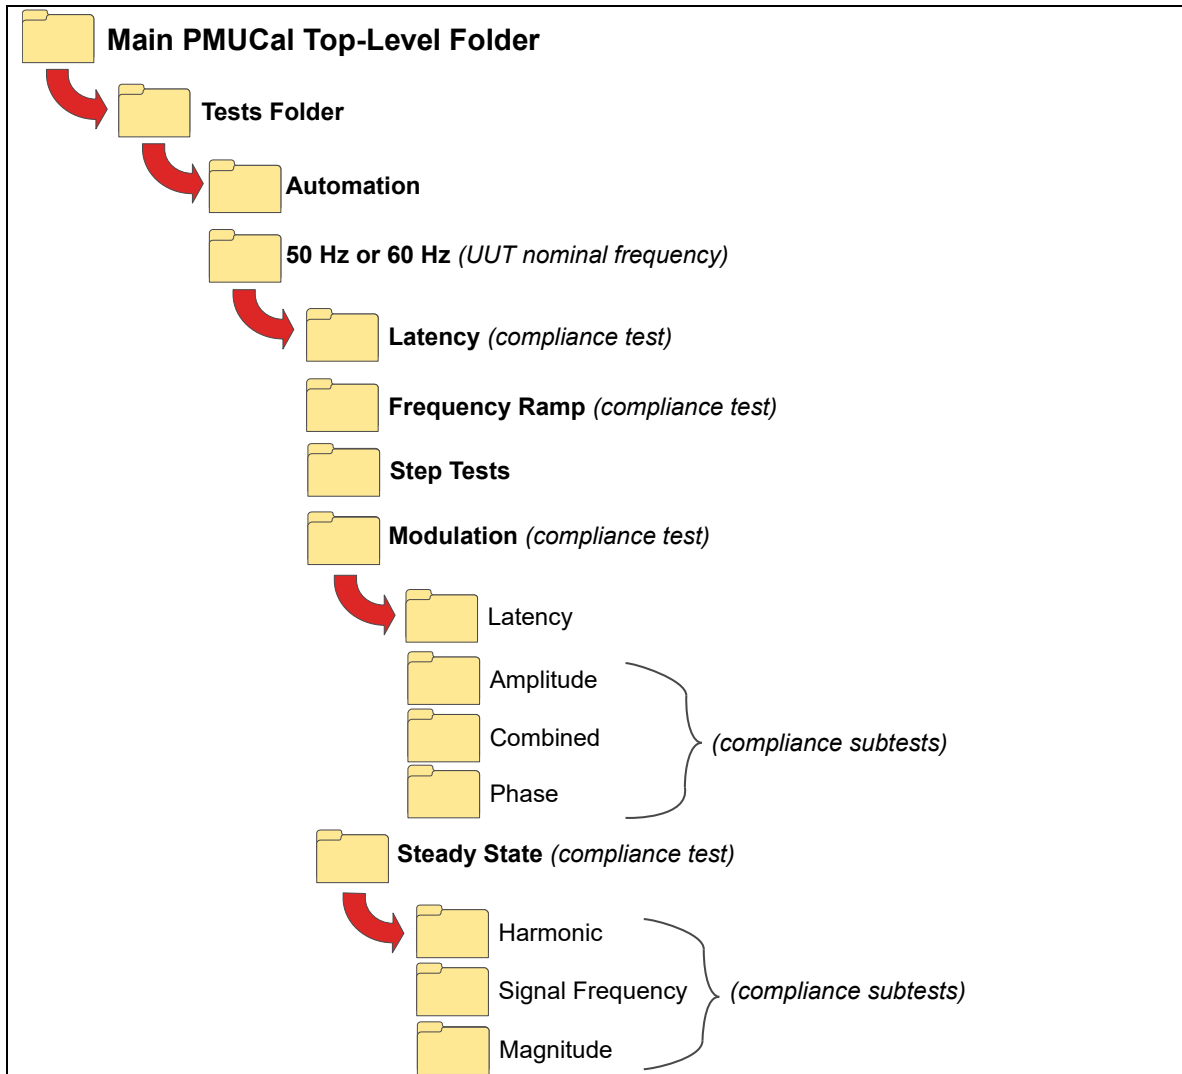 Main PMUCal Top-Level Folder
Tests Folder
Automation
50 Hz or 60 Hz (UUT nominal frequency)
Latency (compliance test)
Frequency Ramp (compliance test)
Step Tests
Modulation (compliance test)
Latency
Amplitude
Combined
(compliance subtests)
Phase
Steady State (compliance test)
Harmonic
Signal Frequency
(compliance subtests)
Magnitude